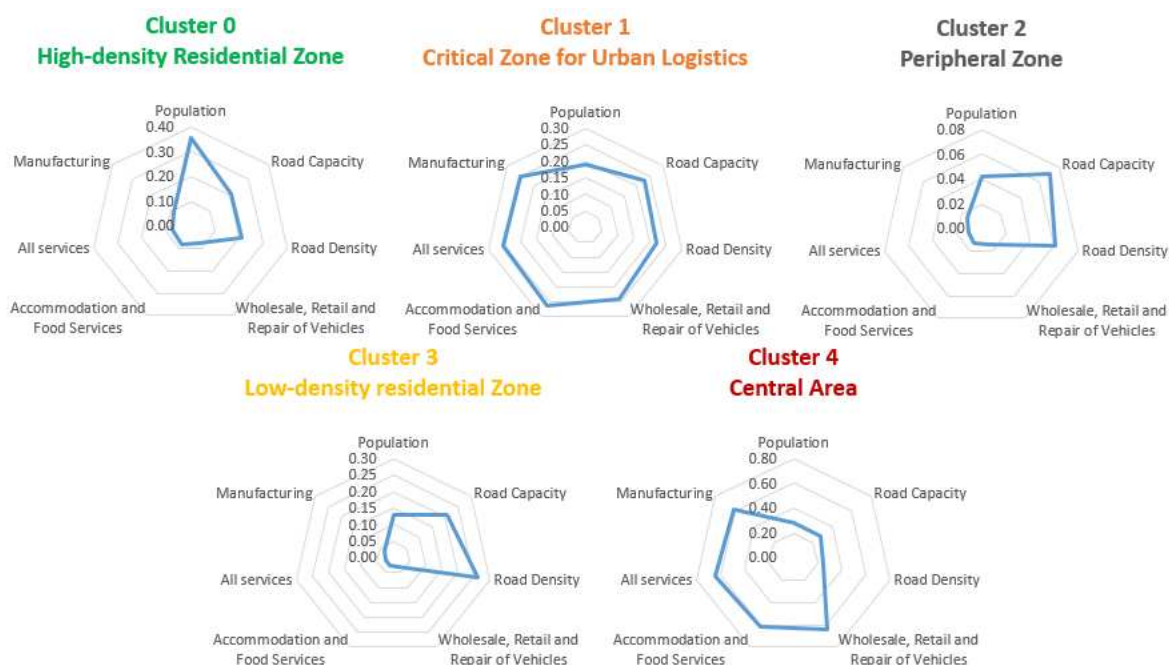 Cluster 0
High-density Residential Zone
Population
0.40
0.30
0.20
0.10
0.00
Manufacturing
Road Capacity
All services
Road Density
Accommodation and
Food Services
Wholesale, Retail and
Repair of Vehicles
Cluster 1
Critical Zone for Urban Logistics
Population
0.30
0.25
0.20
0.15
0.10
0.05
0.00
Manufacturing
Road Capacity
All services
Road Density
Accommodation and
Food Services
Wholesale, Retail and
Repair of Vehicles
Cluster 2
Peripheral Zone
Population
0.08
0.06
0.04
0.02
0.00
Manufacturing
Road Capacity
All services
Road Density
Accommodation and
Food Services
Wholesale, Retail and
Repair of Vehicles
Cluster 3
Low-density residential Zone
Population
0.30
0.25
0.20
0.15
0.10
0.05
0.00
Manufacturing
Road Capacity
All services
Road Density
Accommodation and
Food Services
Wholesale, Retail and
Repair of Vehicles
Cluster 4
Central Area
Population
0.80
0.60
0.40
0.20
0.00
Manufacturing
Road Capacity
All services
Road Density
Accommodation and
Food Services
Wholesale, Retail and
Repair of Vehicles